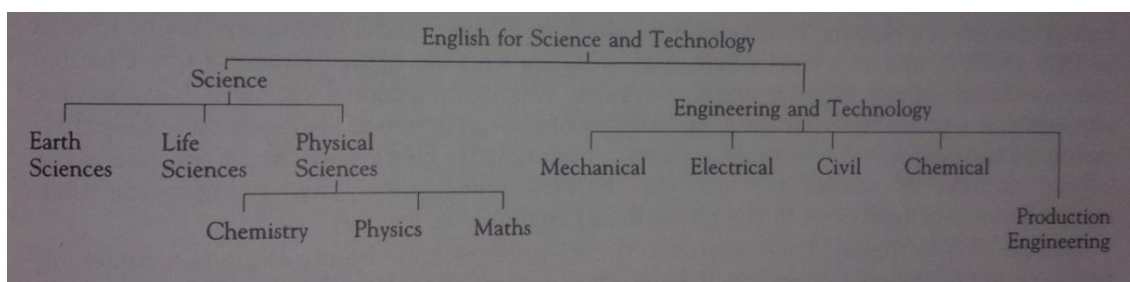 English for Science and Technology
Science
Engineering and Technology
Earth
Sciences
Life
Sciences
Physical
Sciences
Mechanical
Electrical
Civil
Chemical
Production
Engineering
Chemistry
Physics
Maths